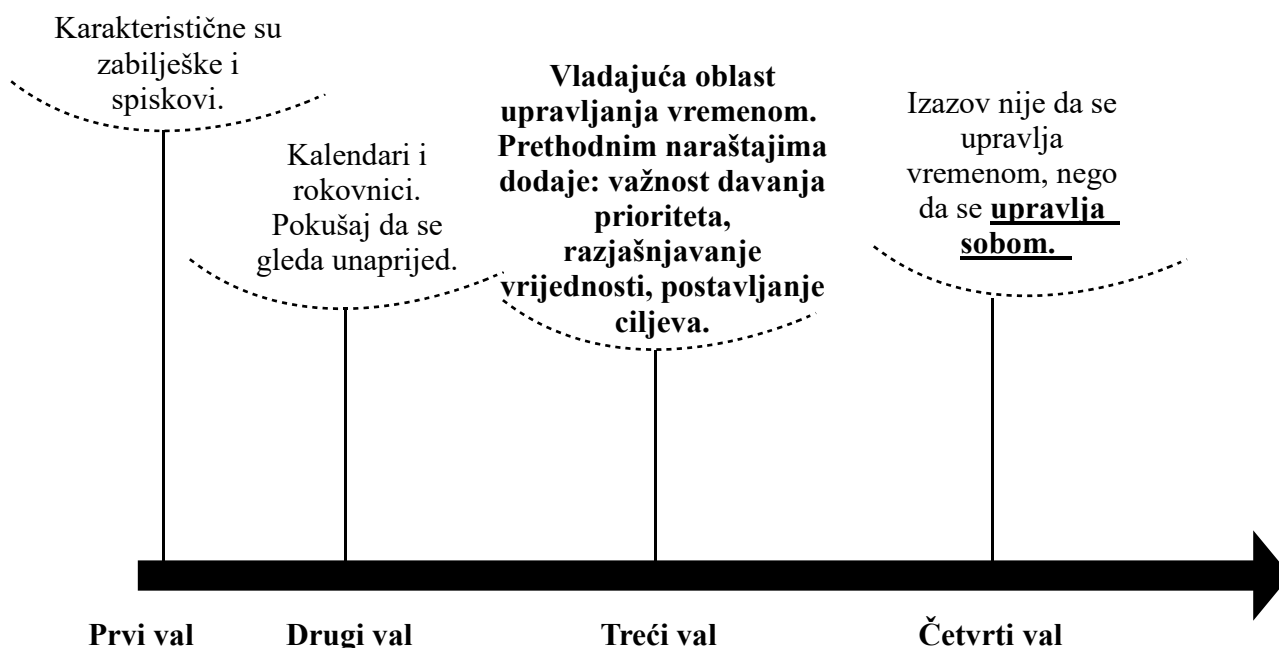 Karakteristične su
zabilješke i
spiskovi.
Kalendari i
rokovnici.
Pokušaj da se
gleda unaprijed.
Vladajuća oblast
upravljanja vremenom.
Prethodnim naraštajima
dodaje: važnost davanja
prioriteta,
razjašnjavanje
vrijednosti, postavljanje
ciljeva.
Izazov nije da se
upravlja
vremenom, nego
da se upravlja
sobom.
Prvi val
Drugi val
Treći val
Četvrti val